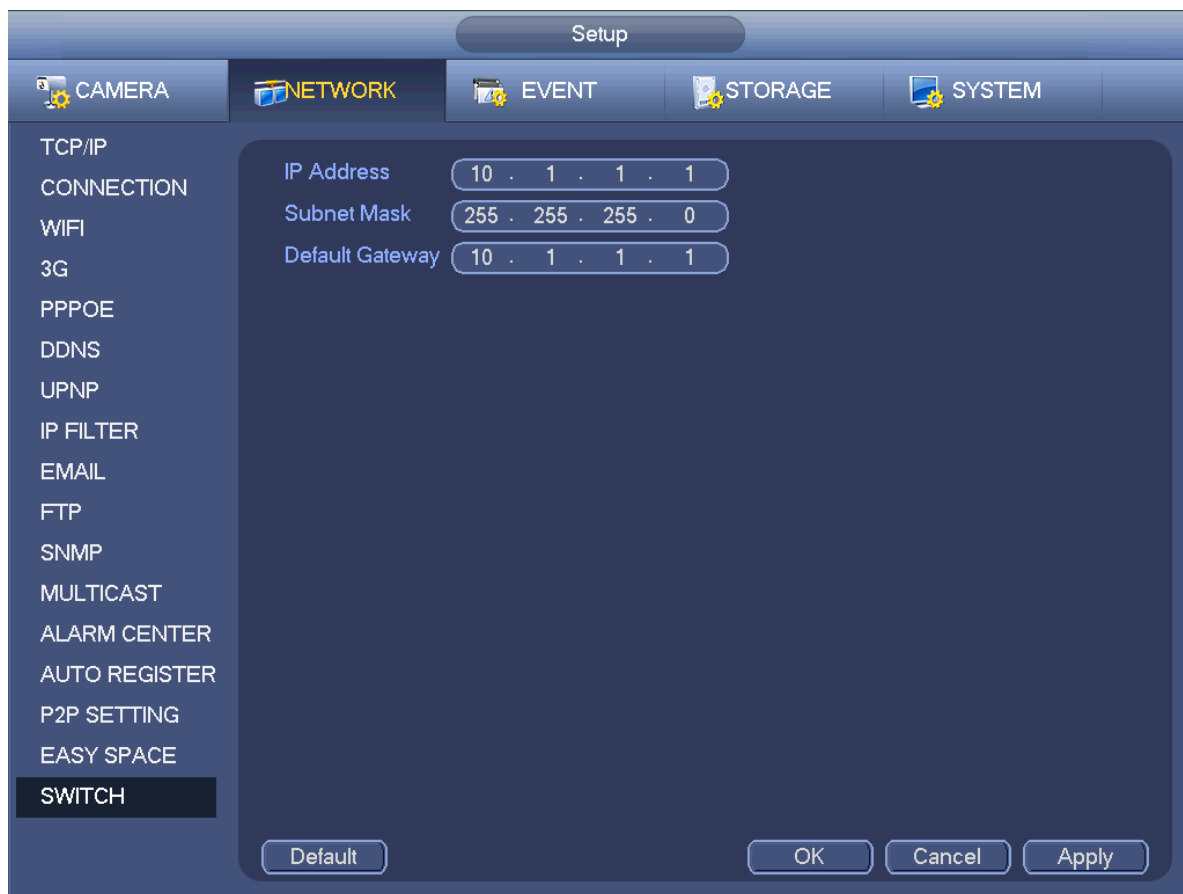 Setup
CAMERA NETWORK EVENT STORAGE SYSTEM
TCP/IP
CONNECTION
WIFI
3G
PPPOE
DDNS
UPNP
IP FILTER
EMAIL
FTP
SNMP
MULTICAST
ALARM CENTER
AUTO REGISTER
P2P SETTING
EASY SPACE
SWITCH
IP Address 10 . 1 . 1 . 1
Subnet Mask 255 . 255 . 255 . 0
Default Gateway 10 . 1 . 1 . 1
Default OK Cancel Apply